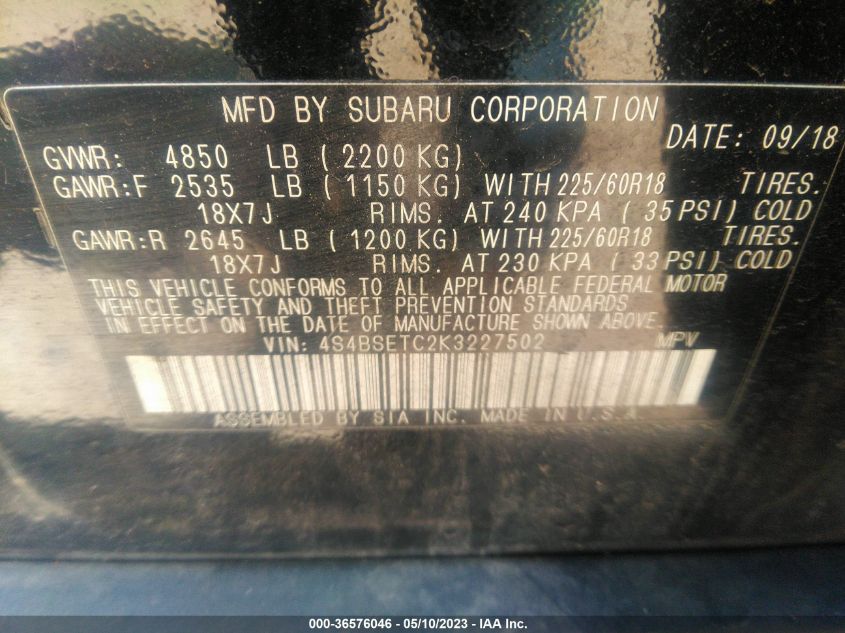 MFD BY SUBARU CORPORATION
DATE: 09/18
GVWR: 4850 LB ( 2200 KG)
GAWR:F 2535 LB ( 1150 KG) WITH 225/60R18 TIRES.
18X7J RIMS. AT 240 KPA ( 35 PSI) COLD
GAWR:R 2645 LB ( 1200 KG) WITH 225/60R18 TIRES.
18X7J RIMS. AT 230 KPA ( 33 PSI) COLD
THIS VEHICLE CONFORMS TO ALL APPLICABLE FEDERAL MOTOR
VEHICLE SAFETY AND THEFT PREVENTION STANDARDS
IN EFFECT ON THE DATE OF MANUFACTURE SHOWN ABOVE.
VIN: 4S4BSETC2K3227502 MPV
ASSEMBLED BY SIA INC. MADE IN U.S.A.
000-36576046 - 05/10/2023 - IAA Inc.